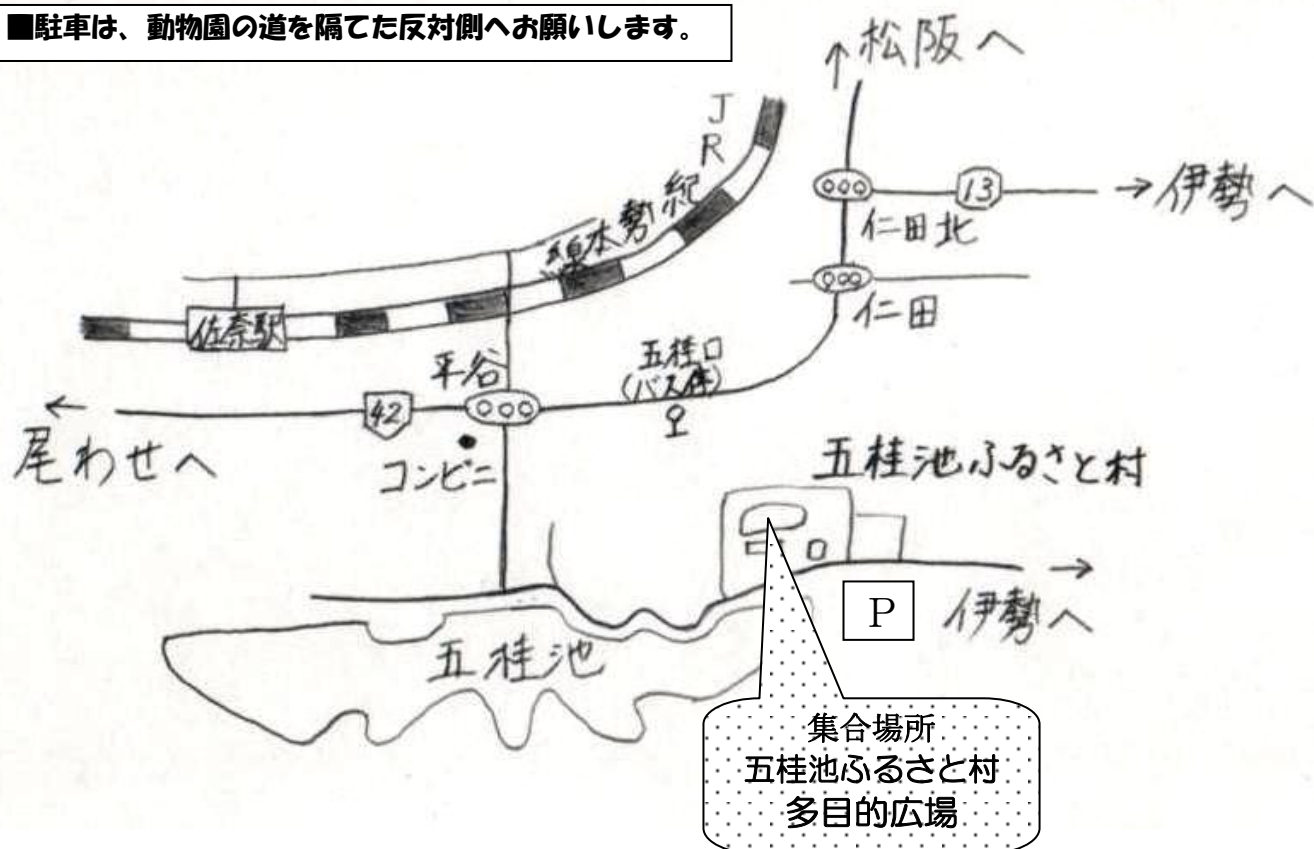 ■駐車は、動物園の道を隔てた反対側へお願いします。
↑松阪へ
JR紀勢本線
13
→伊勢へ
仁田北
仁田
佐奈駅
平谷
五桂口
(バス停)
←
42
尾わせへ
コンビニ
五桂池ふるさと村
→
P
伊勢へ
五桂池
集合場所
五桂池ふるさと村
多目的広場